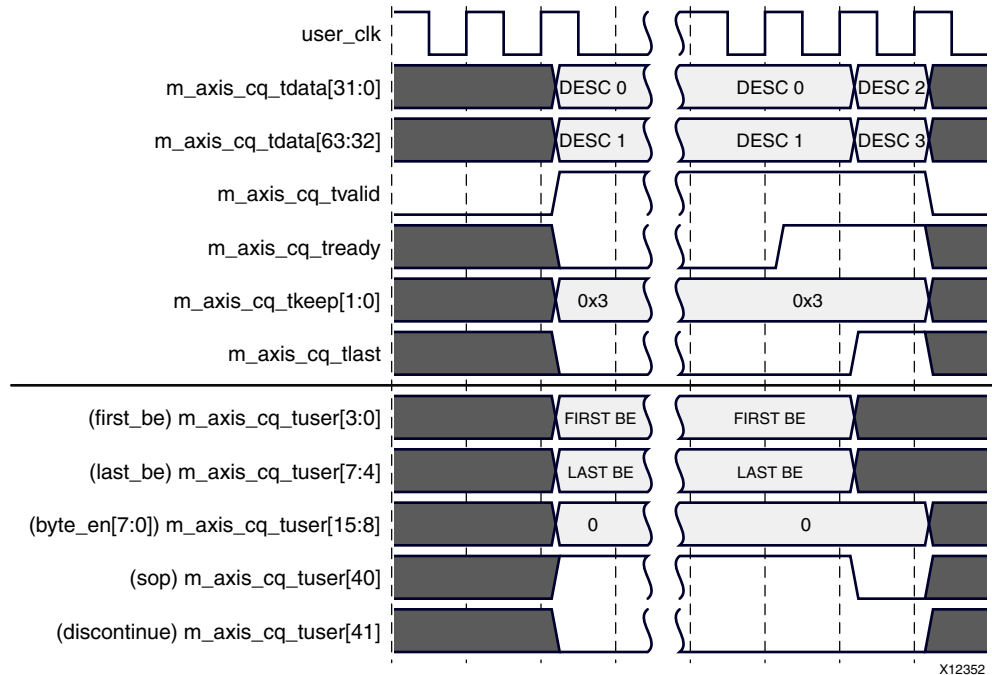 user_clk
m_axis_cq_tdata[31:0] DESC 0 DESC 0 DESC 2
m_axis_cq_tdata[63:32] DESC 1 DESC 1 DESC 3
m_axis_cq_tvalid
m_axis_cq_tready
m_axis_cq_tkeep[1:0] 0x3 0x3
m_axis_cq_tlast
(first_be) m_axis_cq_tuser[3:0] FIRST BE FIRST BE
(last_be) m_axis_cq_tuser[7:4] LAST BE LAST BE
(byte_en[7:0]) m_axis_cq_tuser[15:8] 0 0
(sop) m_axis_cq_tuser[40]
(discontinue) m_axis_cq_tuser[41]
X12352